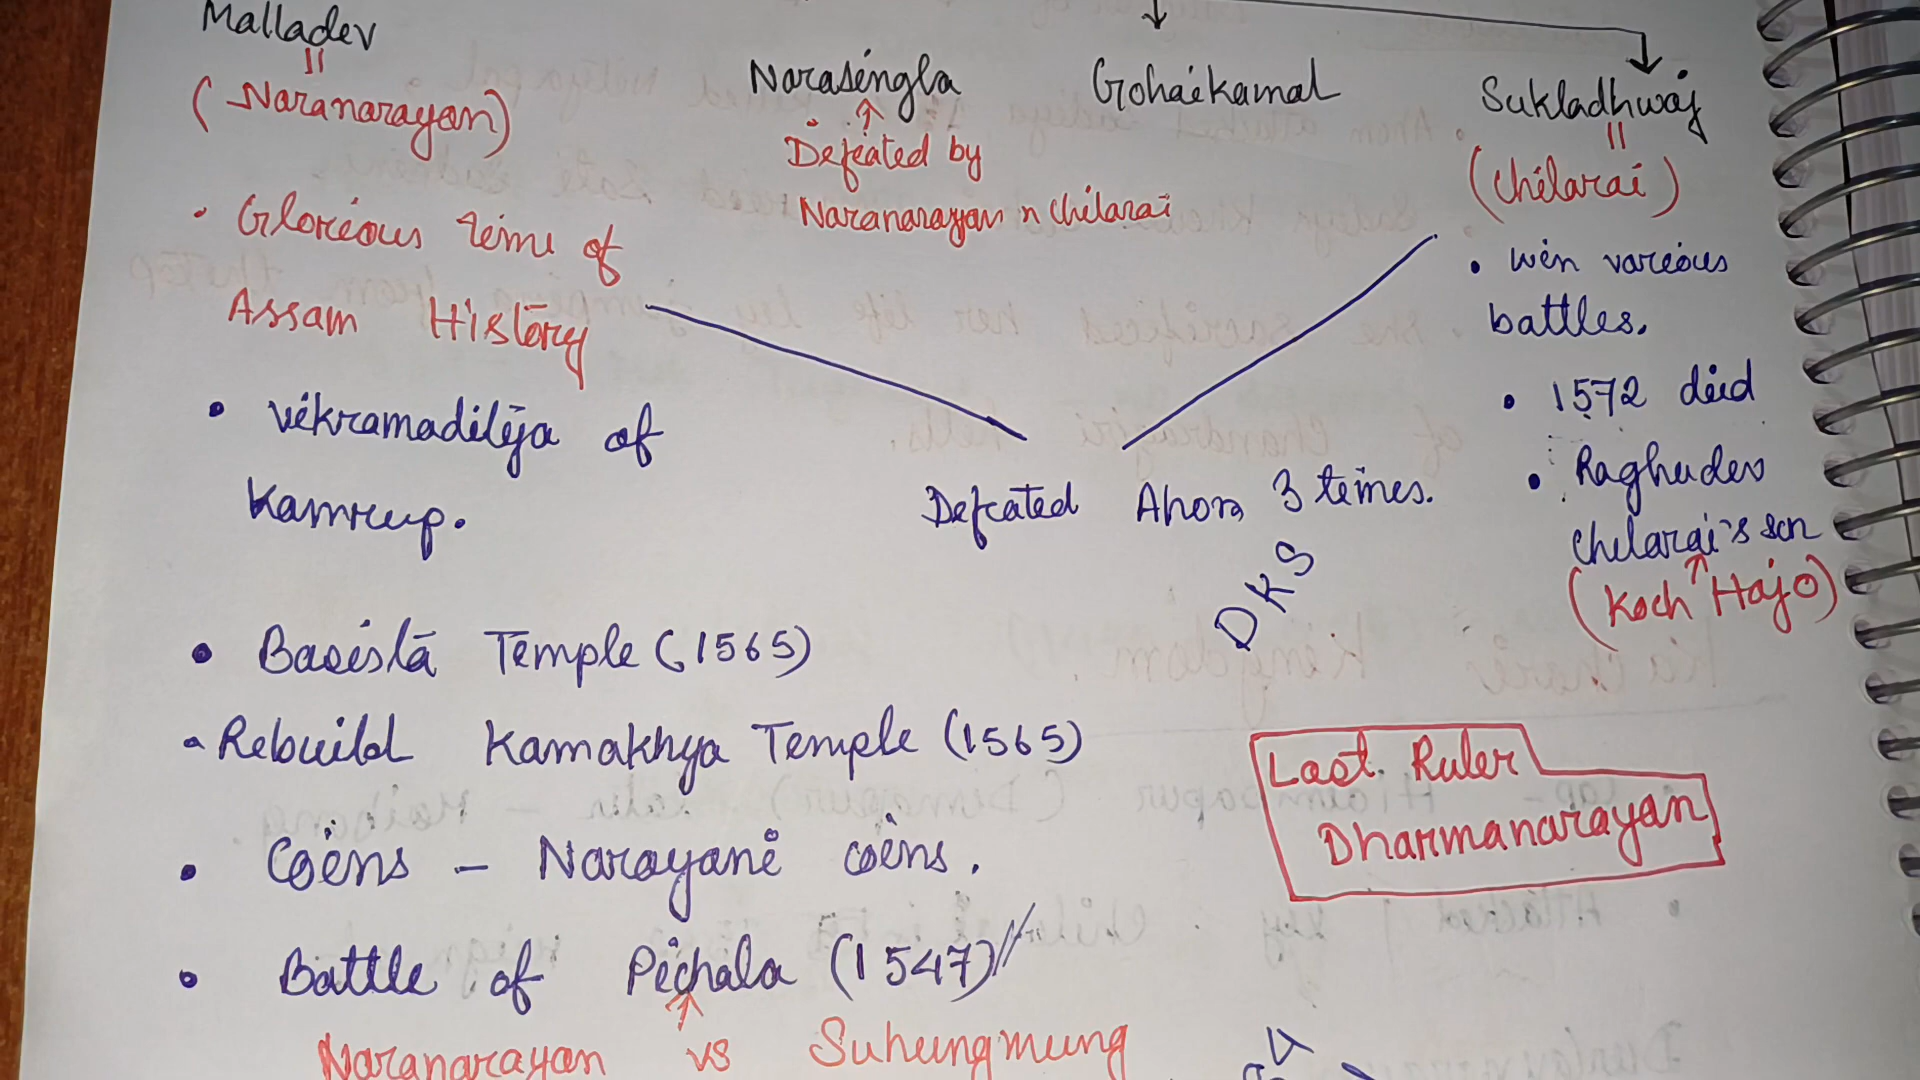 Malladev
(Naranarayan)
• Glorious time of
Assam History
• vikramaditya of
Kamrup.
Narasingha
Defeated by
Naranarayan n Chilarai
Gohaikamal
Sukladhwaj
(Chilarai)
• win various
battles.
• 1572 died
• Raghudev
chilarai's son
(Koch Hajo)
Defeated Ahom 3 times.
DKS
• Basista Temple (1565)
- Rebuild Kamakhya Temple (1565)
• Coins - Narayani coins.
• Battle of Pichala (1547)
Naranarayan vs Suhungmung
Last Ruler
Dharmanarayan